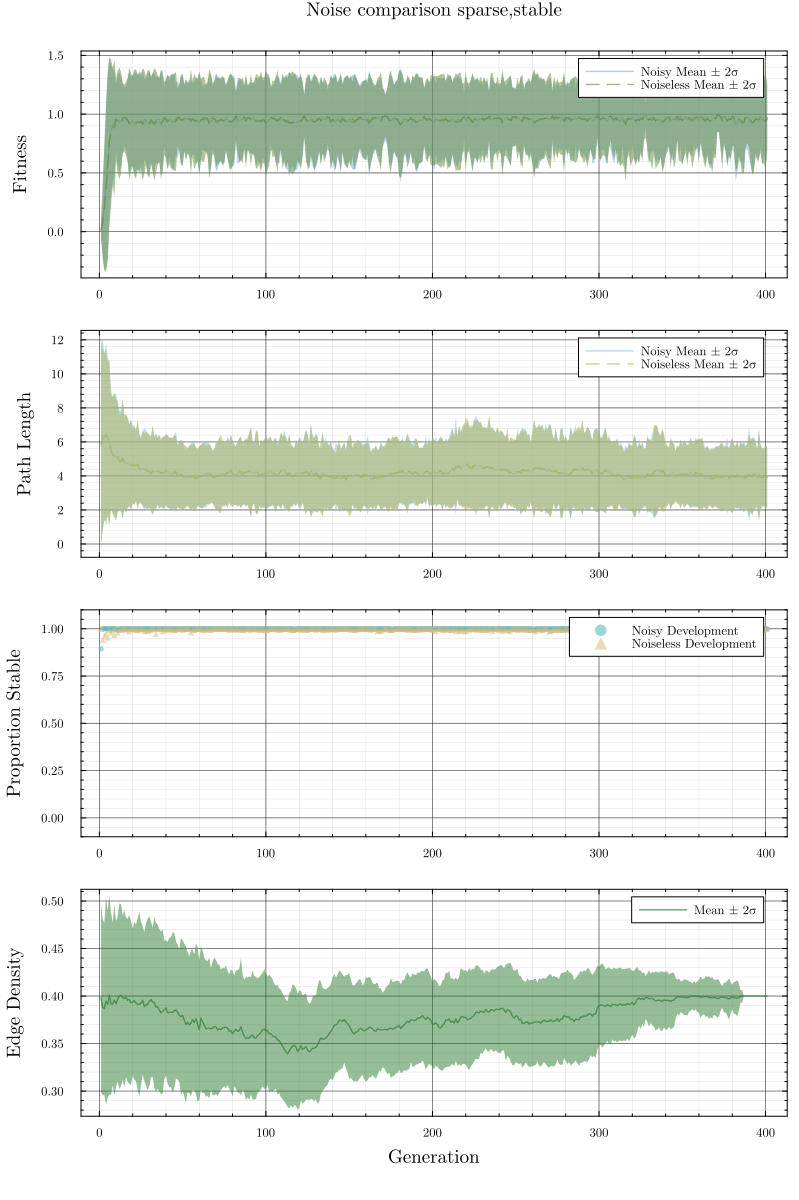 Noise comparison sparse,stable
1.5
1.0
0.5
0.0
Fitness
Noisy Mean ± 2σ
Noiseless Mean ± 2σ
0 100 200 300 400
12
10
8
6
4
2
0
Path Length
Noisy Mean ± 2σ
Noiseless Mean ± 2σ
0 100 200 300 400
1.00
0.75
0.50
0.25
0.00
Proportion Stable
Noisy Development
Noiseless Development
0 100 200 300 400
0.50
0.45
0.40
0.35
0.30
Edge Density
Mean ± 2σ
0 100 200 300 400
Generation